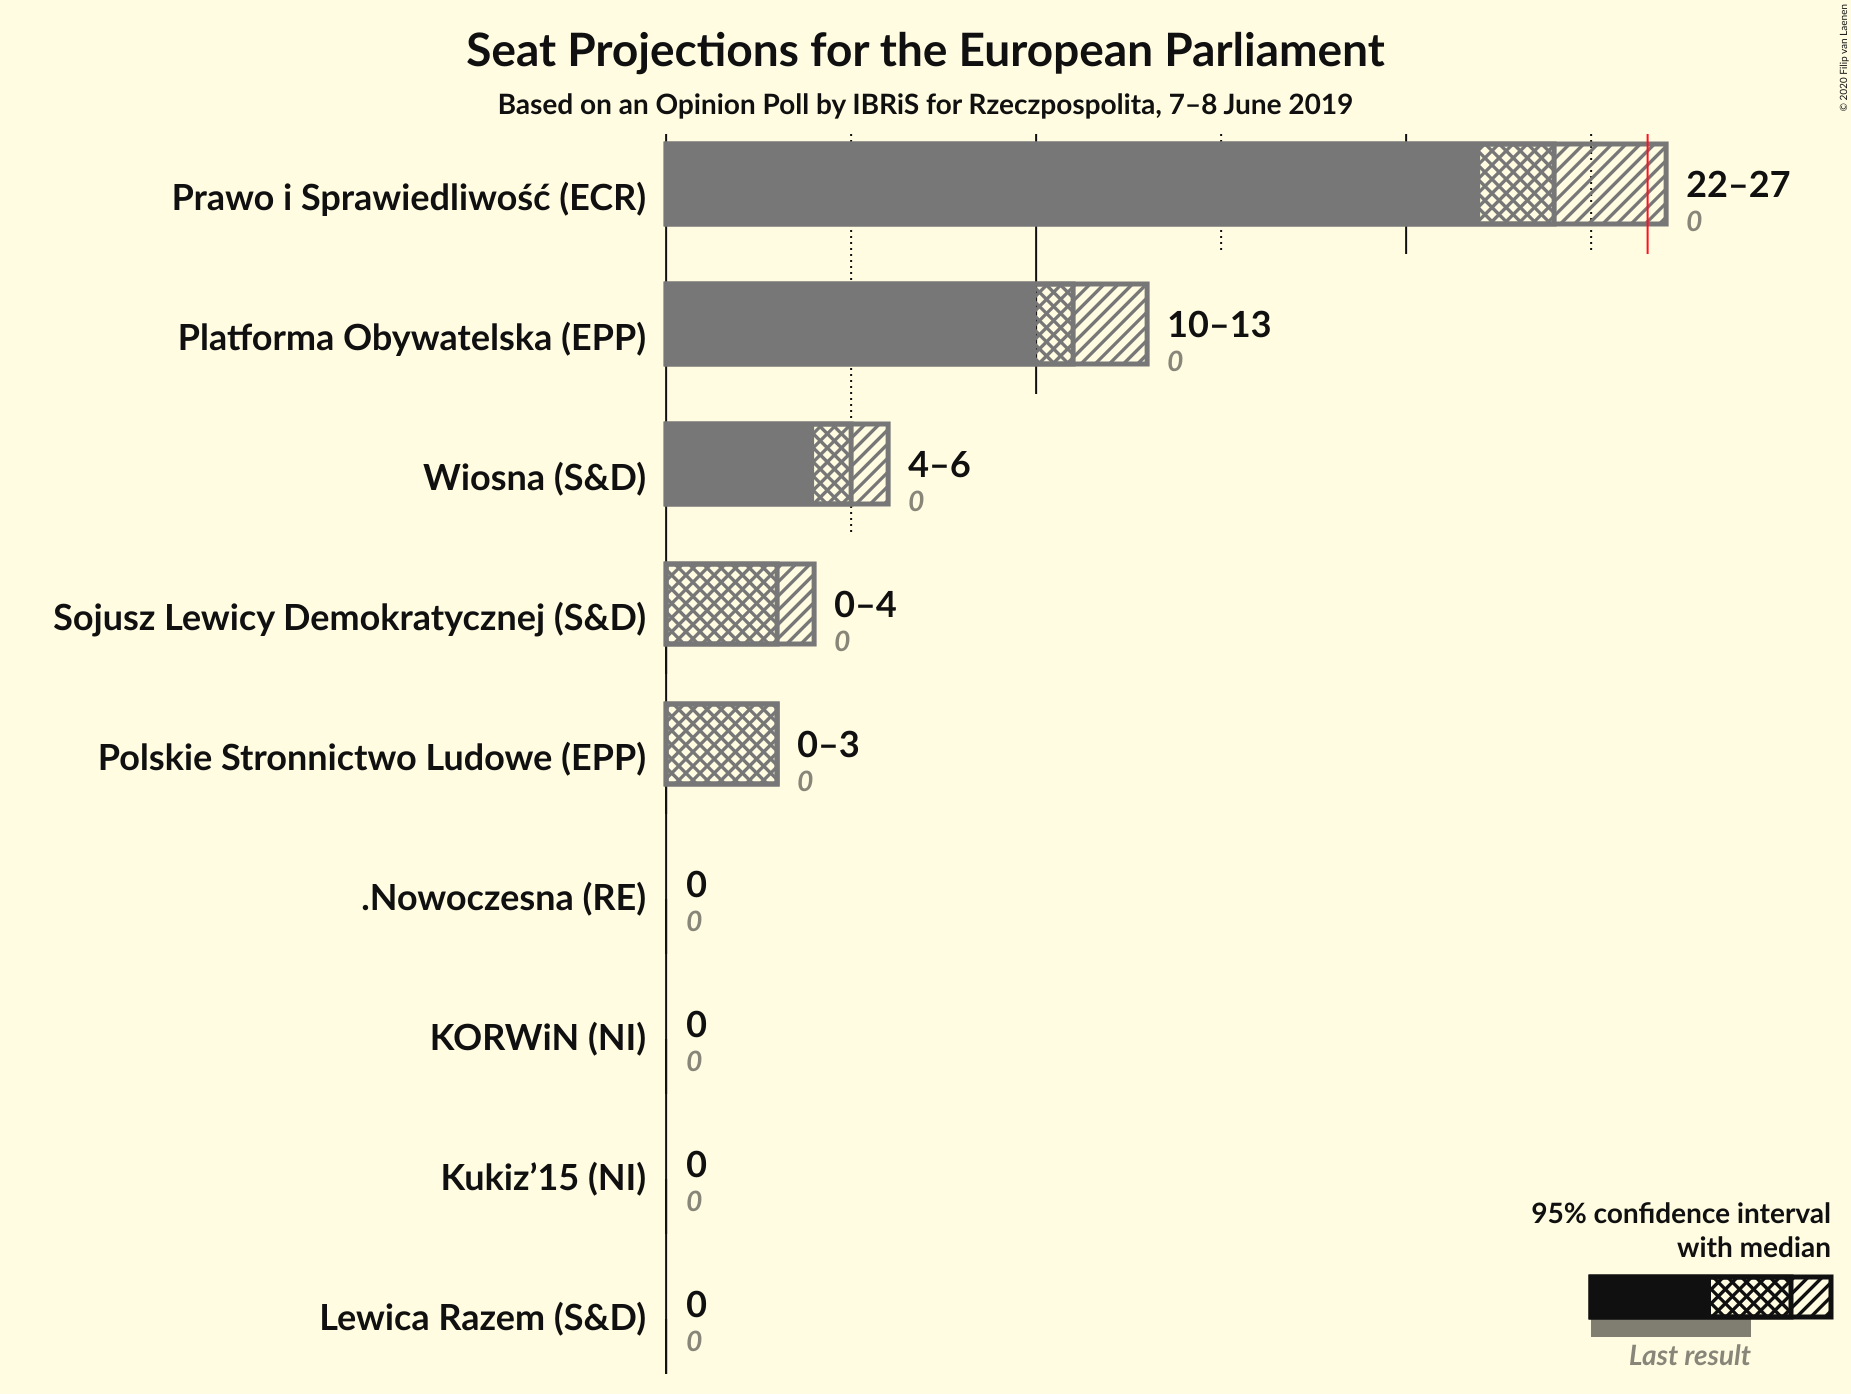 Seat Projections for the European Parliament
Based on an Opinion Poll by IBRiS for Rzeczpospolita, 7–8 June 2019
© 2020 Filip van Laenen
Prawo i Sprawiedliwość (ECR)
22–27
0
Platforma Obywatelska (EPP)
10–13
0
Wiosna (S&D)
4–6
0
Sojusz Lewicy Demokratycznej (S&D)
0–4
0
Polskie Stronnictwo Ludowe (EPP)
0–3
0
.Nowoczesna (RE)
0
0
KORWiN (NI)
0
0
Kukiz’15 (NI)
0
0
Lewica Razem (S&D)
0
0
95% confidence interval
with median
Last result